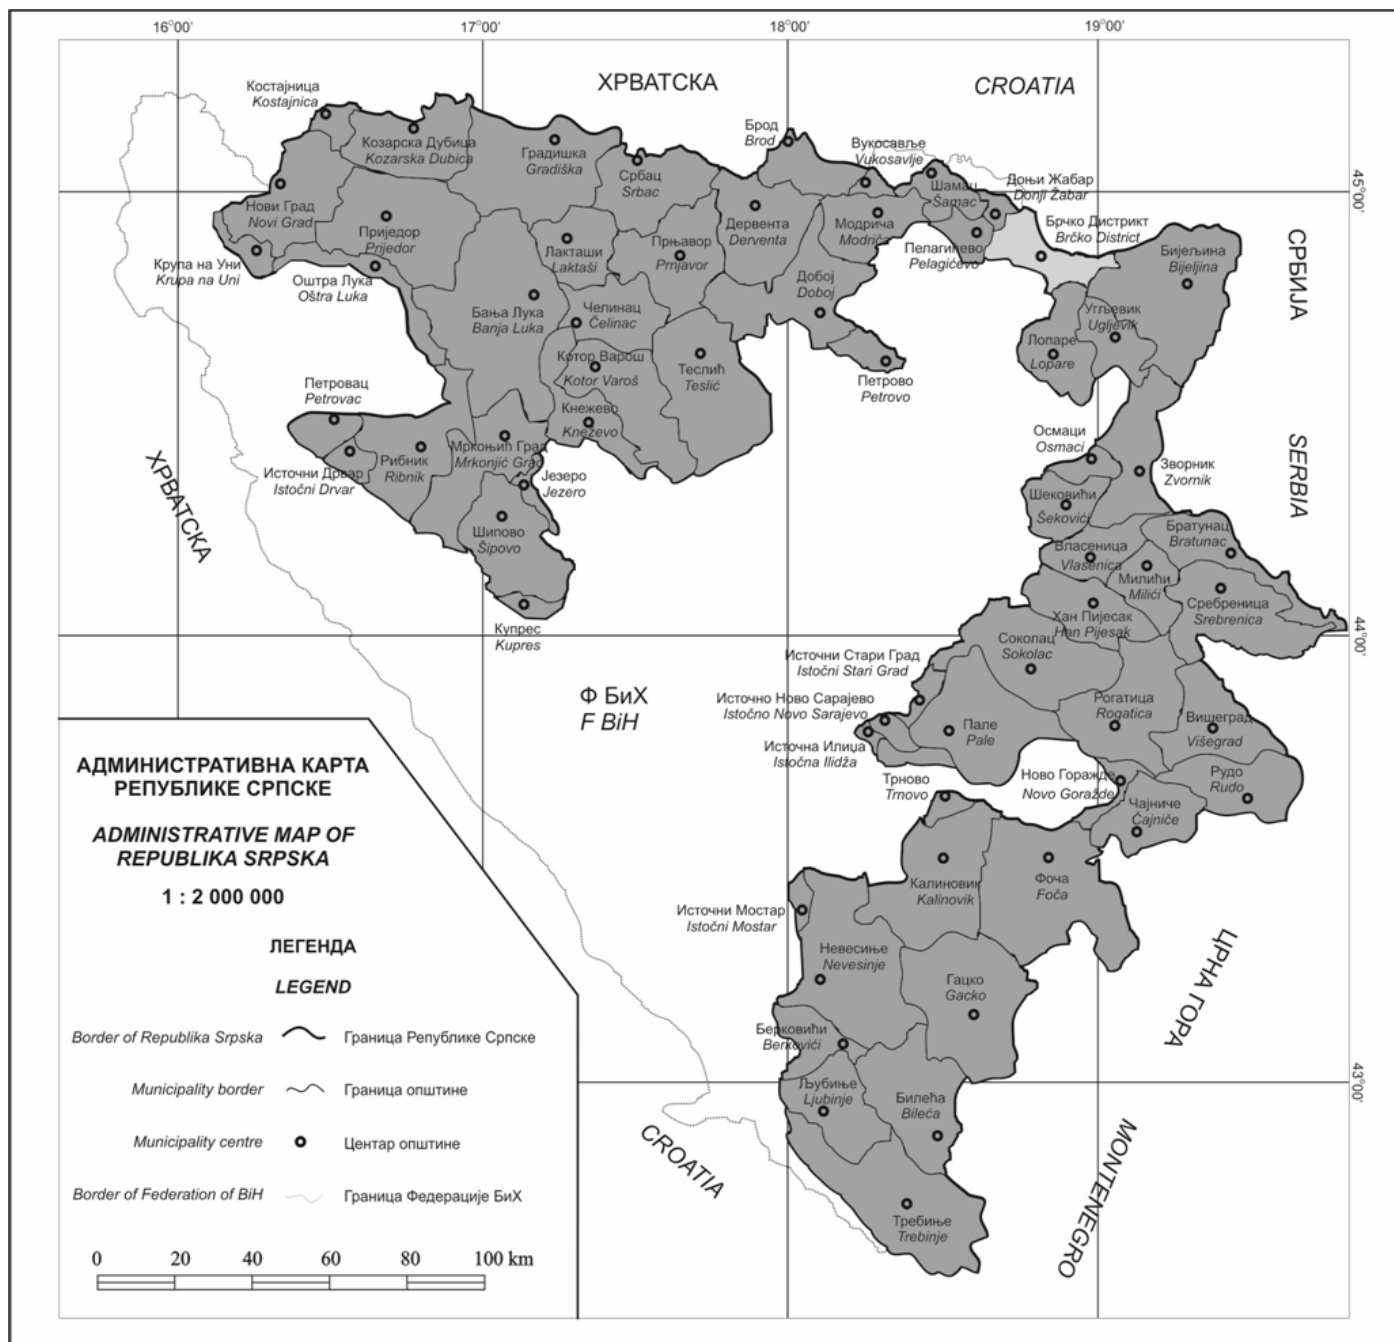 16°00'
17°00'
18°00'
19°00'
ХРВАТСКА
CROATIA
Костајница
Kostajnica
Козарска Дубица
Kozarska Dubica
Градишка
Gradiška
Србац
Srbac
Брод
Brod
Вукосавље
Vukosavlje
Шамац
Šamac
Доњи Жабар
Donji Žabar
45°00'
Нови Град
Novi Grad
Приједор
Prijedor
Лакташи
Laktaši
Прњавор
Prnjavor
Дервента
Derventa
Модрича
Modriča
Пелагићево
Pelagićevo
Брчко Дистрикт
Brčko District
Бијељина
Bijeljina
СРБИЈА
Крупа на Уни
Krupa na Uni
Оштра Лука
Oštra Luka
Бања Лука
Banja Luka
Челинац
Čelinac
Добој
Doboj
Угљевик
Ugljevik
Лопаре
Lopare
Котор Варош
Kotor Varoš
Теслић
Teslić
Петрово
Petrovo
Петровац
Petrovac
Кнежево
Kneževo
Осмаци
Osmaci
SERBIA
ХРВАТСКА
Источни Дрвар
Istočni Drvar
Рибник
Ribnik
Мркоњић Град
Mrkonjić Grad
Језеро
Jezero
Зворник
Zvornik
Шековићи
Šekovići
Шипово
Šipovo
Братунац
Bratunac
Власеница
Vlasenica
Милићи
Milići
Сребреница
Srebrenica
Хан Пијесак
Han Pijesak
Купрес
Kupres
44°00'
Соколац
Sokolac
Источни Стари Град
Istočni Stari Grad
Ф БиХ
F BiH
Источно Ново Сарајево
Istočno Novo Sarajevo
Рогатица
Rogatica
Вишеград
Višegrad
Пале
Pale
Источна Илиџа
Istočna Ilidža
Трново
Trnovo
Ново Горажде
Novo Goražde
Рудо
Rudo
Чајниче
Čajniče
Калиновик
Kalinovik
Фоча
Foča
Источни Мостар
Istočni Mostar
Невесиње
Nevesinje
Гацко
Gacko
ЦРНА ГОРА
Берковићи
Berkovići
43°00'
Љубиње
Ljubinje
Билећа
Bileća
CROATIA
MONTENEGRO
Требиње
Trebinje
АДМИНИСТРАТИВНА КАРТА
РЕПУБЛИКЕ СРПСКЕ
ADMINISTRATIVE MAP OF
REPUBLIKA SRPSKA
1 : 2 000 000
ЛЕГЕНДА
LEGEND
Border of Republika Srpska Граница Републике Српске
Municipality border Граница општине
Municipality centre Центар општине
Border of Federation of BiH Граница Федерације БиХ
0 20 40 60 80 100 km